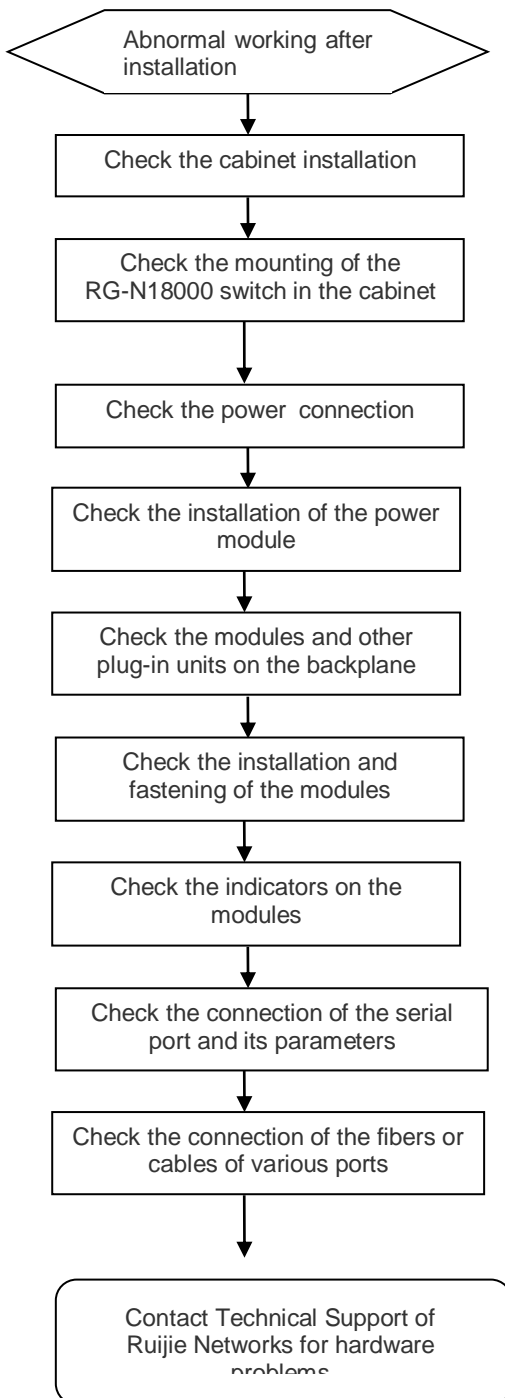 Abnormal working after
installation
Check the cabinet installation
Check the mounting of the
RG-N18000 switch in the cabinet
Check the power  connection
Check the installation of the power
module
Check the modules and other
plug-in units on the backplane
Check the installation and
fastening of the modules
Check the indicators on the
modules
Check the connection of the serial
port and its parameters
Check the connection of the fibers or
cables of various ports
Contact Technical Support of
Ruijie Networks for hardware
problems